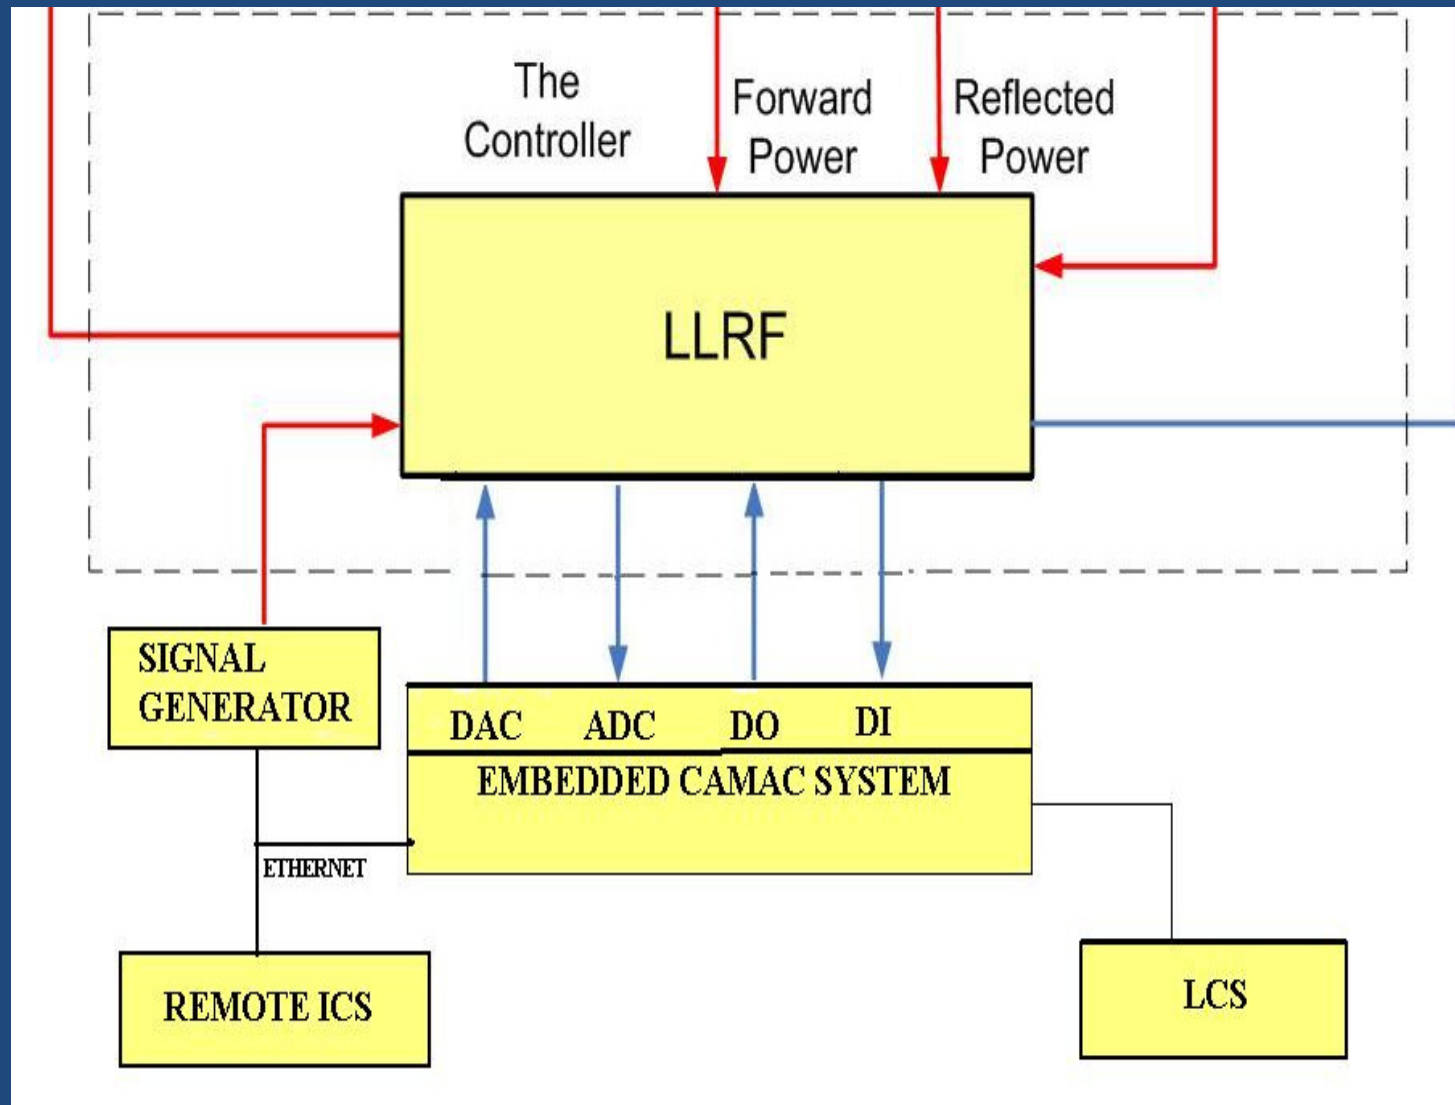 The
Controller
Forward
Power
Reflected
Power
LLRF
SIGNAL
GENERATOR
DAC
ADC
DO
DI
EMBEDDED CAMAC SYSTEM
ETHERNET
REMOTE ICS
LCS